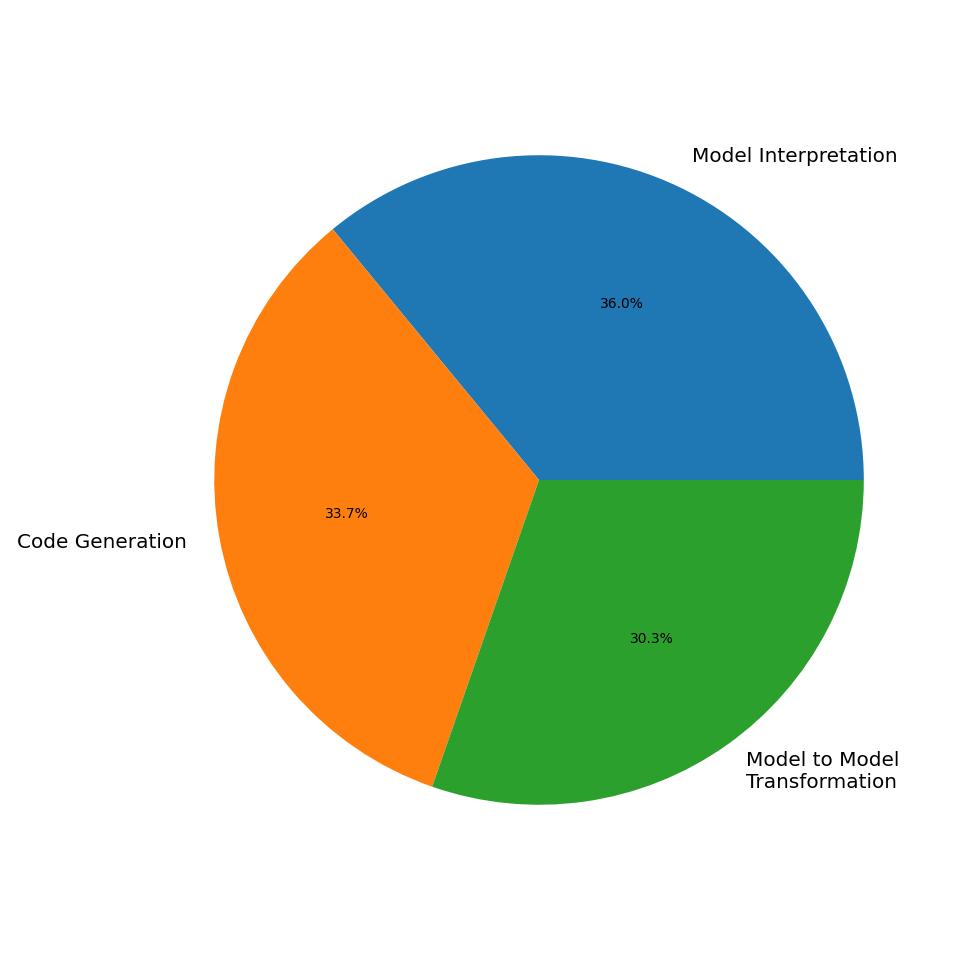 Model Interpretation
36.0%
33.7%
Code Generation
30.3%
Model to Model
Transformation